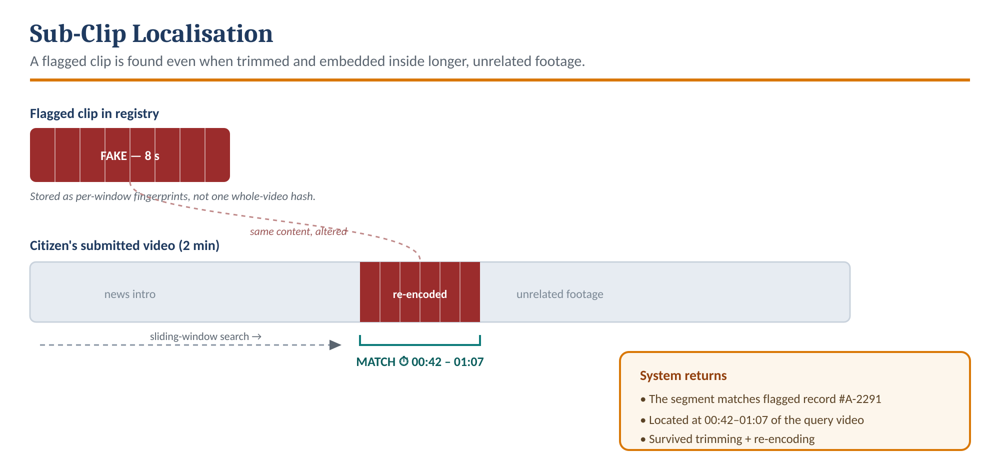 Sub-Clip Localisation
A flagged clip is found even when trimmed and embedded inside longer, unrelated footage.
Flagged clip in registry
FAKE — 8 s
Stored as per-window fingerprints, not one whole-video hash.
same content, altered
Citizen's submitted video (2 min)
news intro
re-encoded
unrelated footage
sliding-window search →
MATCH ⏱ 00:42 – 01:07
System returns
• The segment matches flagged record #A-2291
• Located at 00:42–01:07 of the query video
• Survived trimming + re-encoding